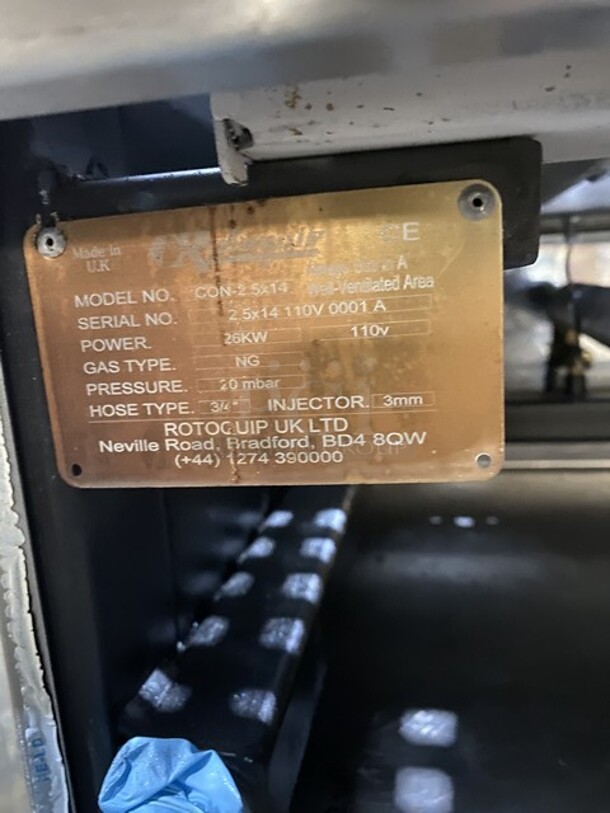 Made in
U.K
CE
Well-Ventilated Area
MODEL NO. CON-2.5x14
SERIAL NO. 2.5x14 110V 0001 A
POWER. 26KW 110v
GAS TYPE. NG
PRESSURE. 20 mbar
HOSE TYPE. 3/4" INJECTOR. 3mm
ROTOQUIP UK LTD
Neville Road, Bradford, BD4 8QW
(+44) 1274 390000